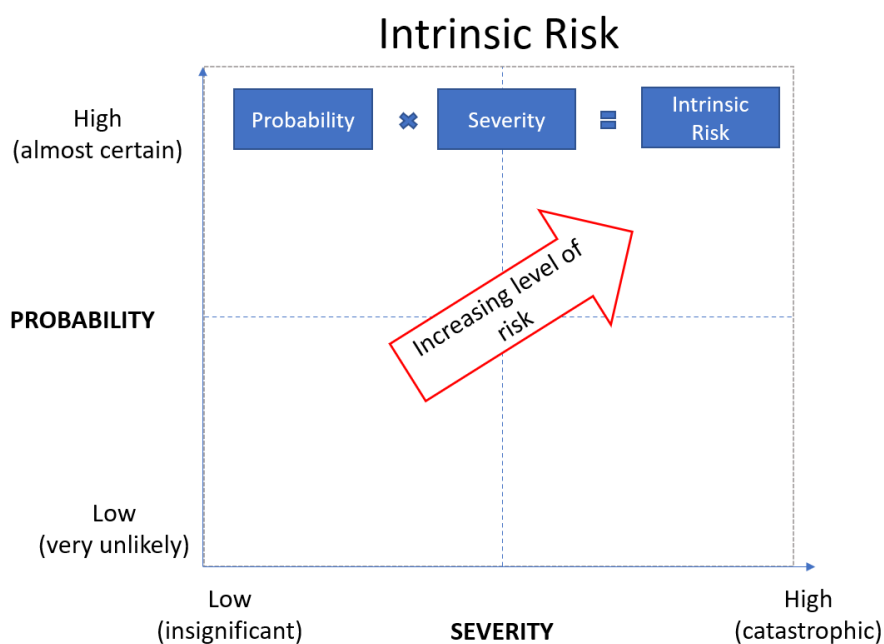 Intrinsic Risk
High
(almost certain)
Probability
Severity
Intrinsic
Risk
Increasing level of
risk
PROBABILITY
Low
(very unlikely)
Low
(insignificant)
SEVERITY
High
(catastrophic)